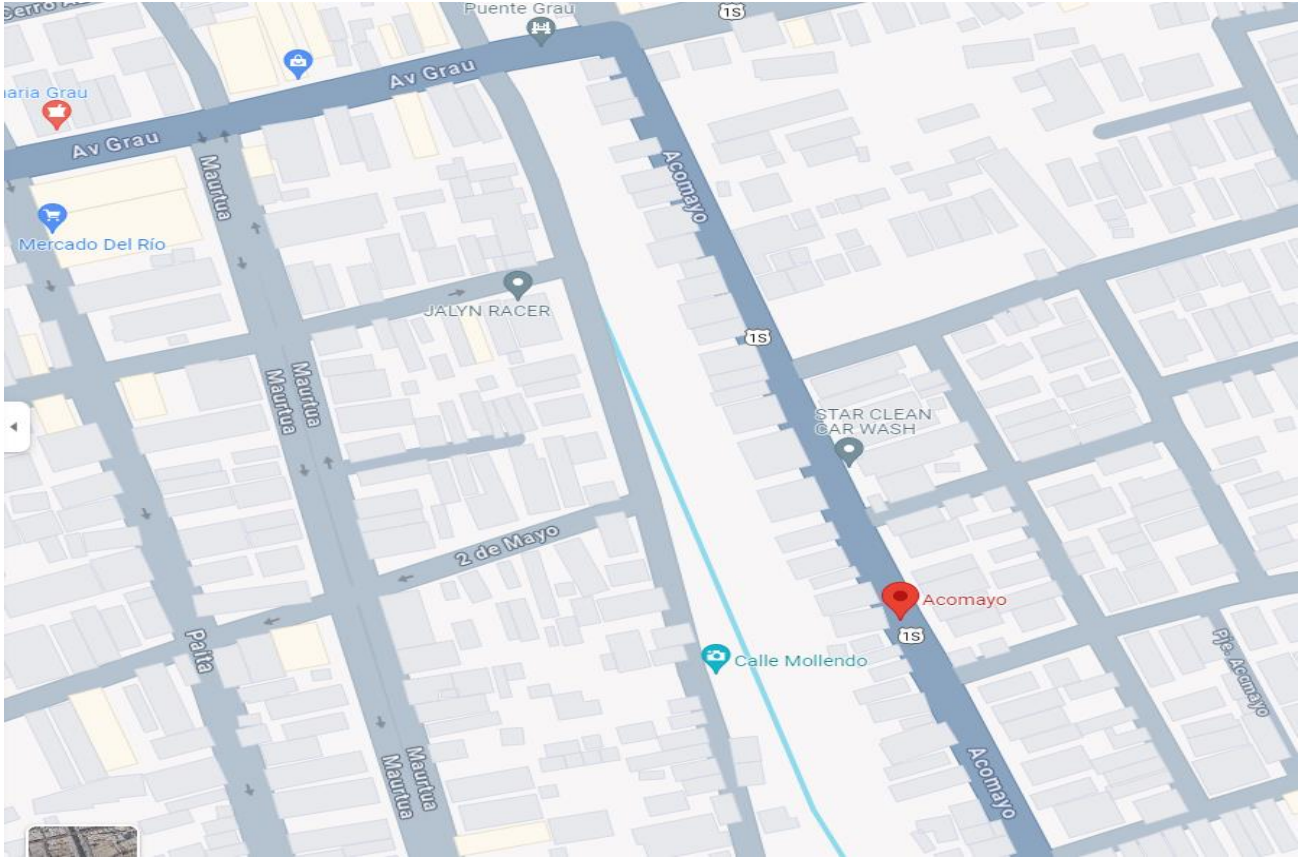 Puente Grau
1S
Av Grau
Grau
Av Grau
Maurtua
Acomayo
Mercado Del Río
JALYN RACER
1S
Maurtua
Maurtua
STAR CLEAN
CAR WASH
2 de Mayo
Acomayo
1S
Paita
Calle Mollendo
Pje. Acomayo
Maurtua
Maurtua
Acomayo